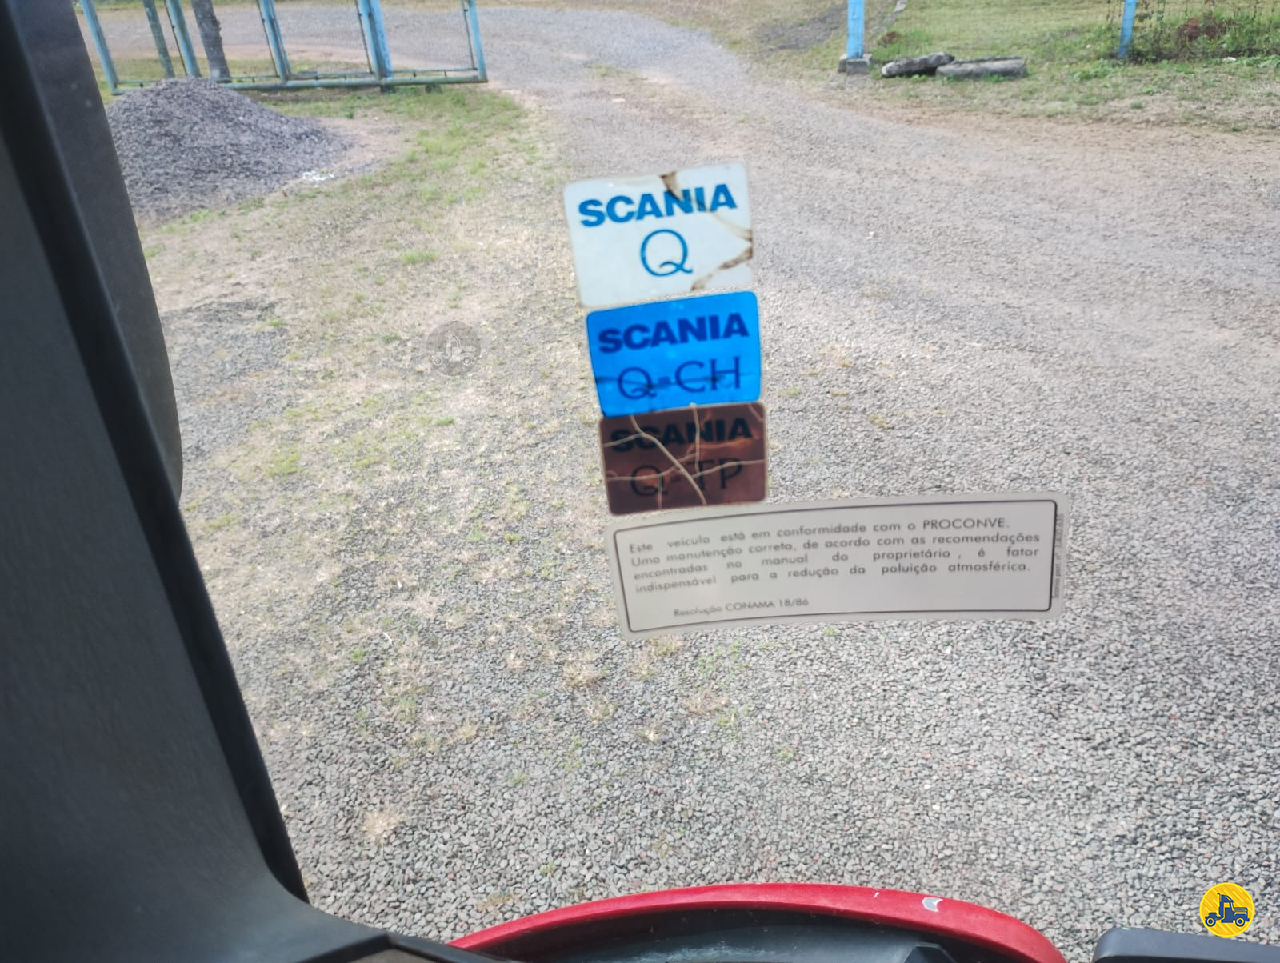 SCANIA
Q
SCANIA
Q-CH
SCANIA
Q-TP
Este veículo está em conformidade com o PROCONVE.
Uma manutenção correta, de acordo com as recomendações
encontradas no manual do proprietário, é fator
indispensável para a redução da poluição atmosférica.
Resolução CONAMA 18/86